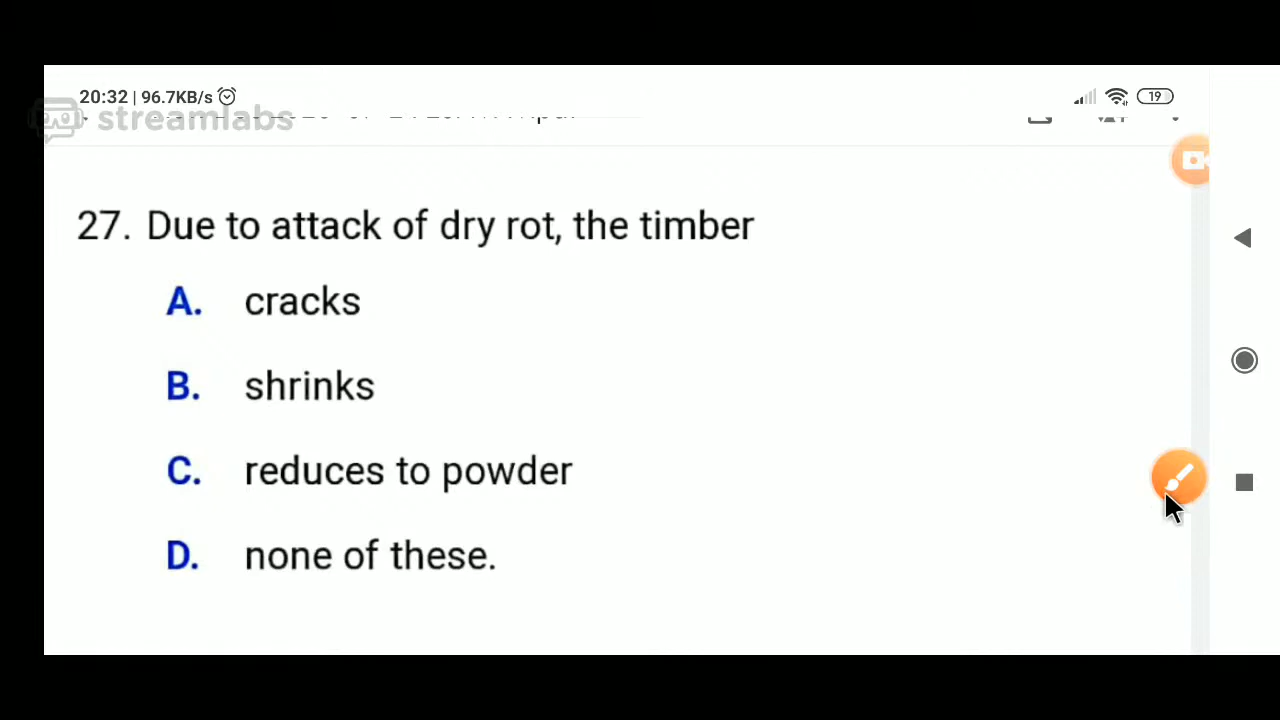 20:32 | 96.7KB/s
19
streamlabs
27. Due to attack of dry rot, the timber
A. cracks
B. shrinks
C. reduces to powder
D. none of these.